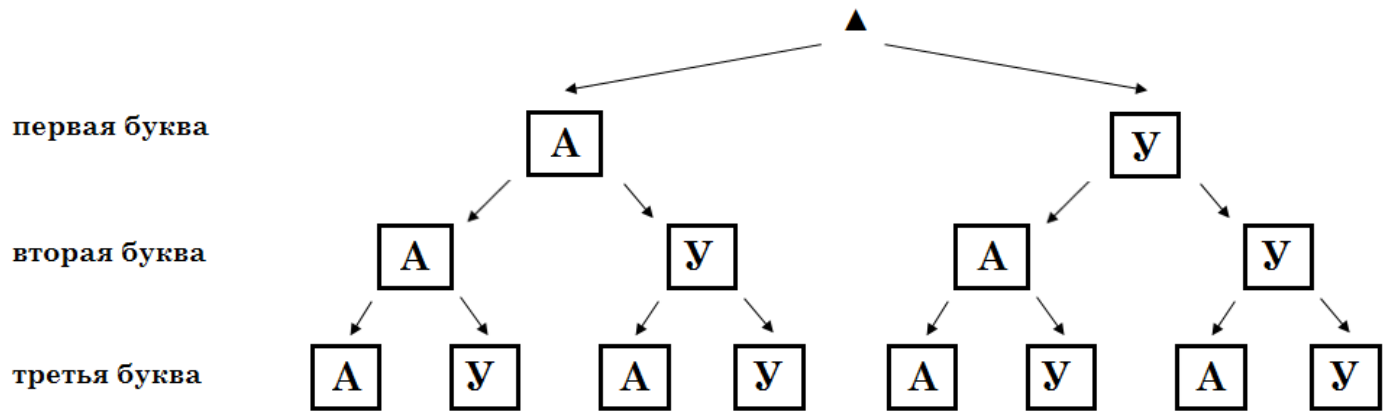 первая буква А У
вторая буква А У А У
третья буква А У А У А У А У